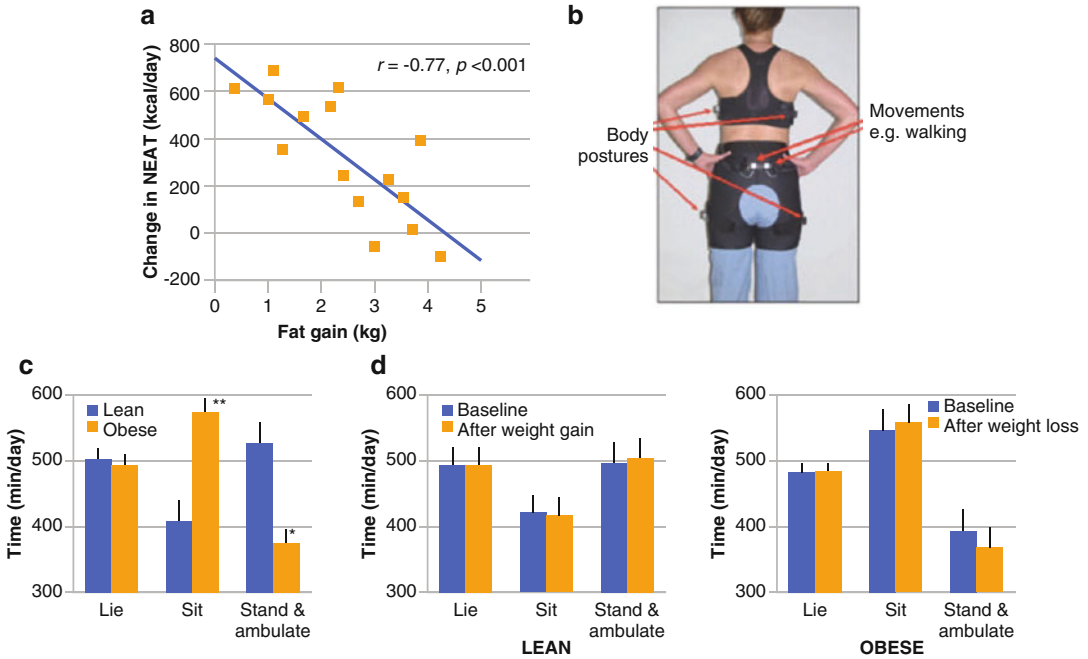 a
Change in NEAT (kcal/day)
800
600
400
200
0
-200
r = -0.77, p <0.001
0 1 2 3 4 5
Fat gain (kg)
b
Body
postures
Movements
e.g. walking
c
Time (min/day)
600
500
400
300
Lean
Obese
**
*
Lie Sit Stand &
ambulate
d
Time (min/day)
600
500
400
300
Baseline
After weight gain
Lie Sit Stand &
ambulate
LEAN
Time (min/day)
600
500
400
300
Baseline
After weight loss
Lie Sit Stand &
ambulate
OBESE